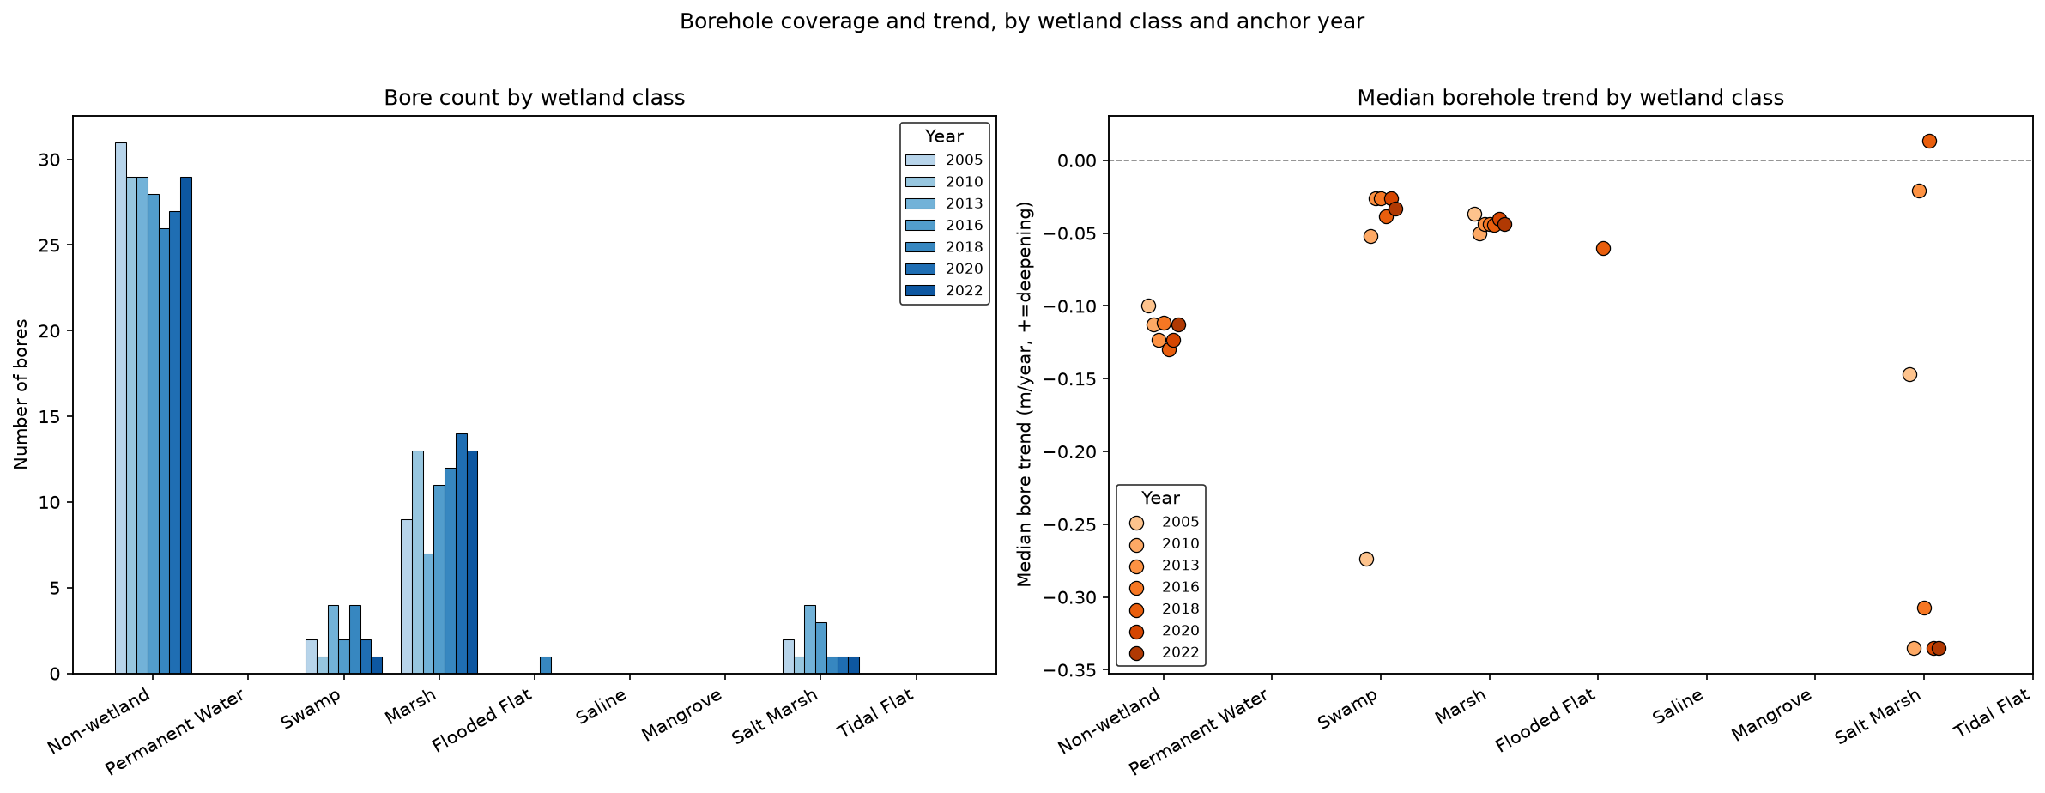 Borehole coverage and trend, by wetland class and anchor year
Bore count by wetland class
Number of bores
30
25
20
15
10
5
0
Non-wetland
Permanent Water
Swamp
Marsh
Flooded Flat
Saline
Mangrove
Salt Marsh
Tidal Flat
Year
2005
2010
2013
2016
2018
2020
2022
Median borehole trend by wetland class
Median bore trend (m/year, +=deepening)
0.00
−0.05
−0.10
−0.15
−0.20
−0.25
−0.30
−0.35
Non-wetland
Permanent Water
Swamp
Marsh
Flooded Flat
Saline
Mangrove
Salt Marsh
Tidal Flat
Year
2005
2010
2013
2016
2018
2020
2022